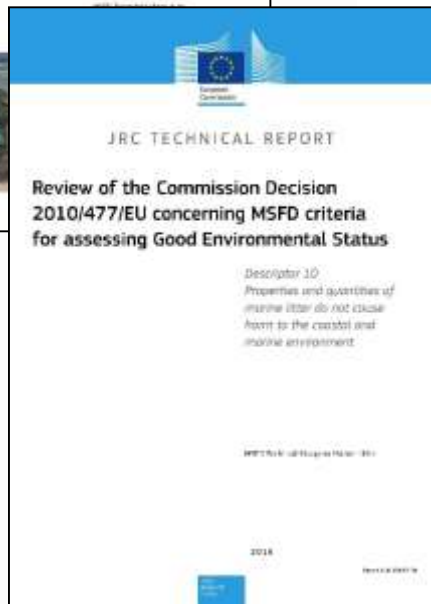 European
Commission
JRC TECHNICAL REPORT
Review of the Commission Decision
2010/477/EU concerning MSFD criteria
for assessing Good Environmental Status
Descriptor 10
Properties and quantities of
marine litter do not cause
harm to the coastal and
marine environment
2016